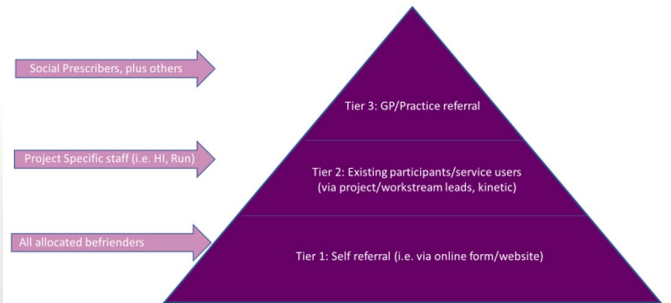 Social Prescribers, plus others
Tier 3: GP/Practice referral
Project Specific staff (i.e. HI, Run)
Tier 2: Existing participants/service users
(via project/workstream leads, kinetic)
All allocated befrienders
Tier 1: Self referral (i.e. via online form/website)